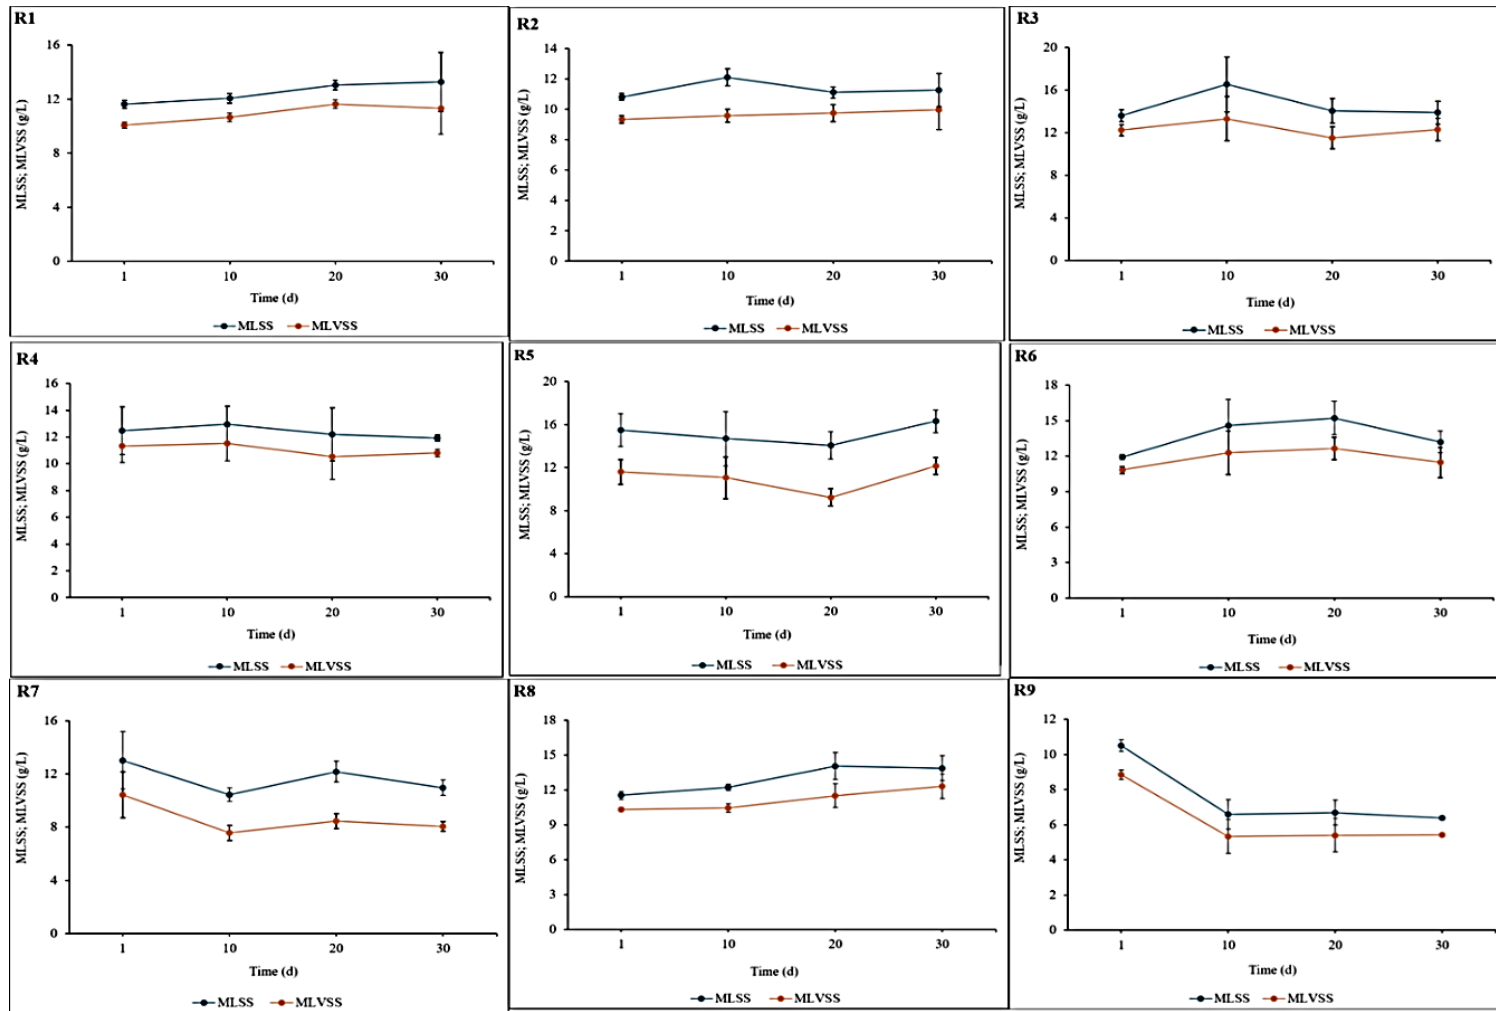 R1
MLSS; MLVSS (g/L)
16
12
8
4
0
1 10 20 30
Time (d)
MLSS MLVSS
R2
MLSS; MLVSS (g/L)
14
12
10
8
6
4
2
0
1 10 20 30
Time (d)
MLSS MLVSS
R3
MLSS; MLVSS (g/L)
20
16
12
8
4
0
1 10 20 30
Time (d)
MLSS MLVSS
R4
MLSS; MLVSS (g/L)
16
14
12
10
8
6
4
2
0
1 10 20 30
Time (d)
MLSS MLVSS
R5
MLSS; MLVSS (g/L)
20
16
12
8
4
0
1 10 20 30
Time (d)
MLSS MLVSS
R6
MLSS; MLVSS (g/L)
18
15
12
9
6
3
0
1 10 20 30
Time (d)
MLSS MLVSS
R7
MLSS; MLVSS (g/L)
16
12
8
4
0
1 10 20 30
Time (d)
MLSS MLVSS
R8
MLSS; MLVSS (g/L)
18
15
12
9
6
3
0
1 10 20 30
Time (d)
MLSS MLVSS
R9
MLSS; MLVSS (g/L)
12
10
8
6
4
2
0
1 10 20 30
Time (d)
MLSS MLVSS